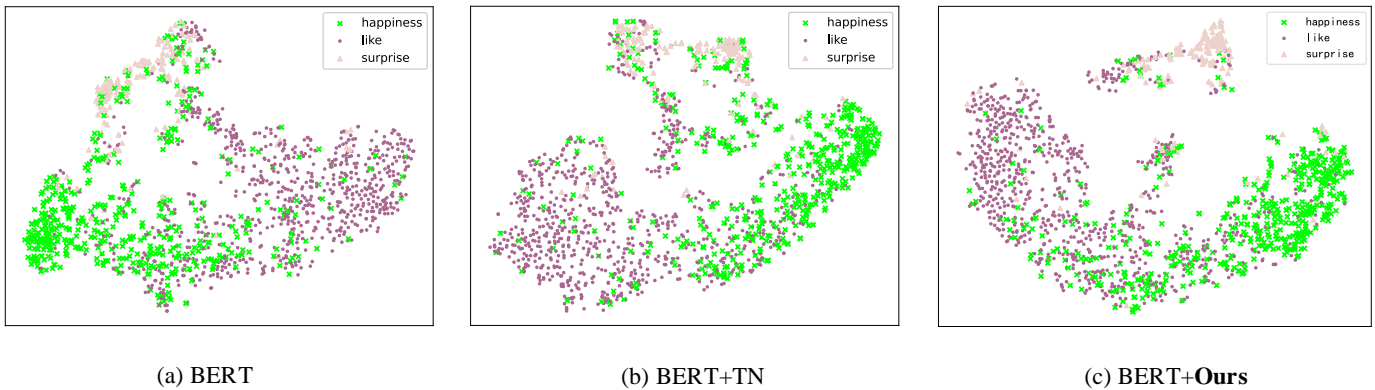 happiness
like
surprise
happiness
like
surprise
happiness
like
surprise
(a) BERT
(b) BERT+TN
(c) BERT+Ours